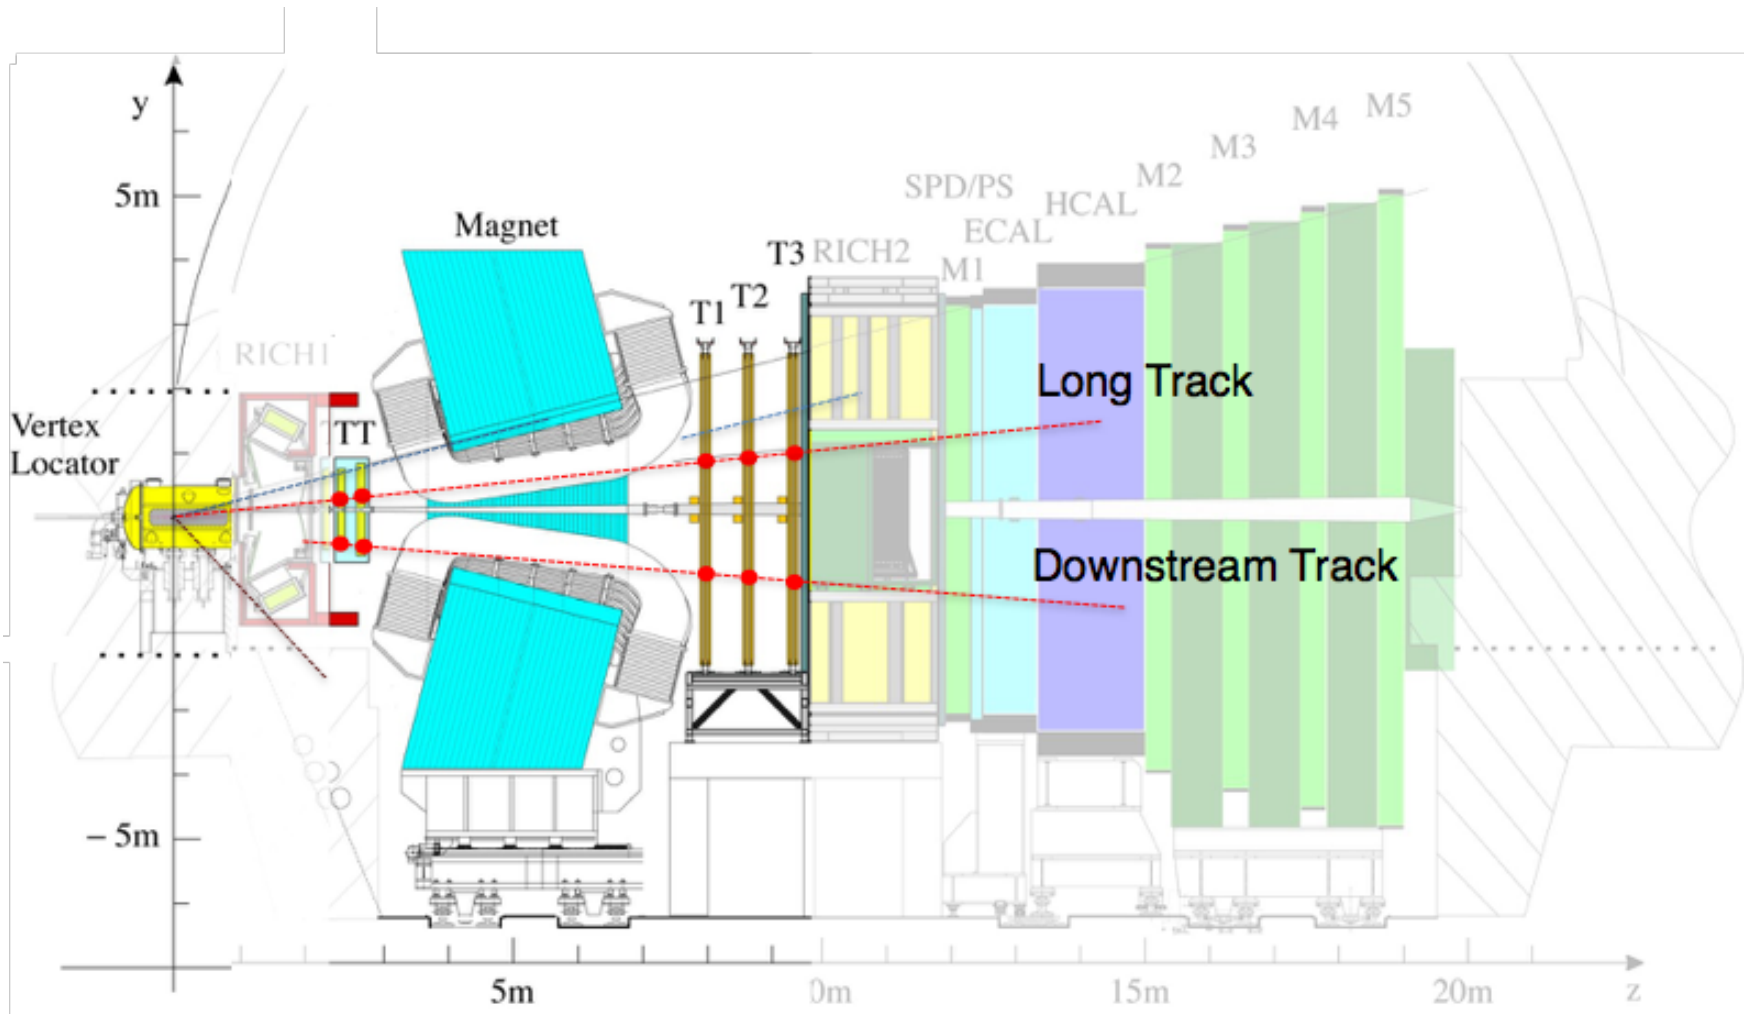 y
5m
Magnet
SPD/PS
ECAL
HCAL
M1
M2
M3
M4
M5
T1
T2
T3
RICH2
RICH1
TT
Vertex
Locator
Long Track
Downstream Track
– 5m
5m
0m
15m
20m
z